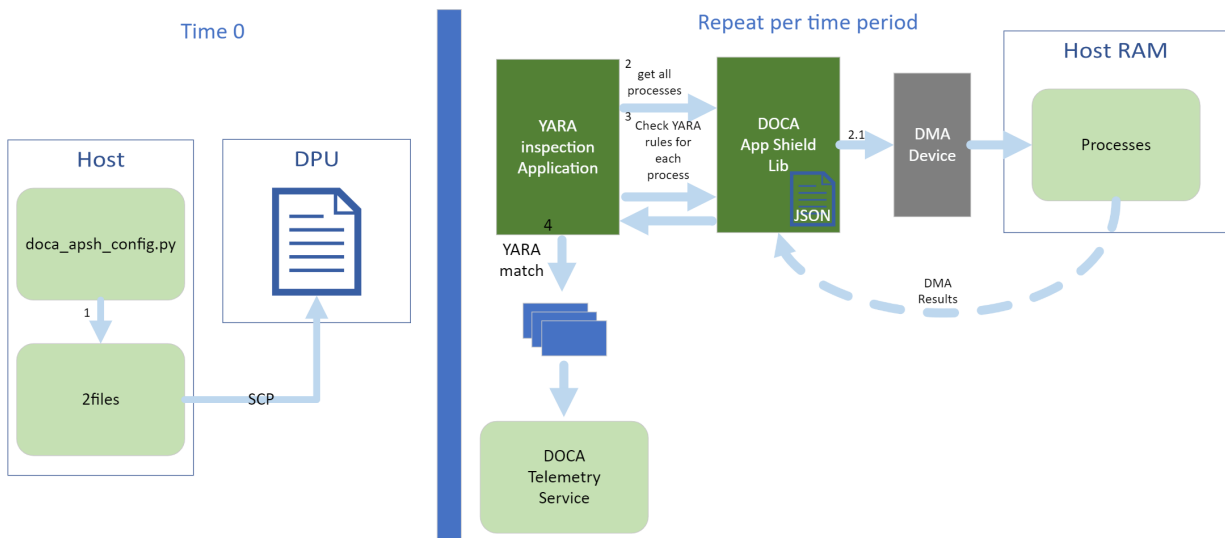 Time 0
Host
doca_apsh_config.py
1
2files
SCP
DPU
Repeat per time period
YARA
inspection
Application
2
get all
processes
3
Check YARA
rules for
each
process
DOCA
App Shield
Lib
JSON
2.1
DMA
Device
Host RAM
Processes
DMA
Results
4
YARA
match
DOCA
Telemetry
Service